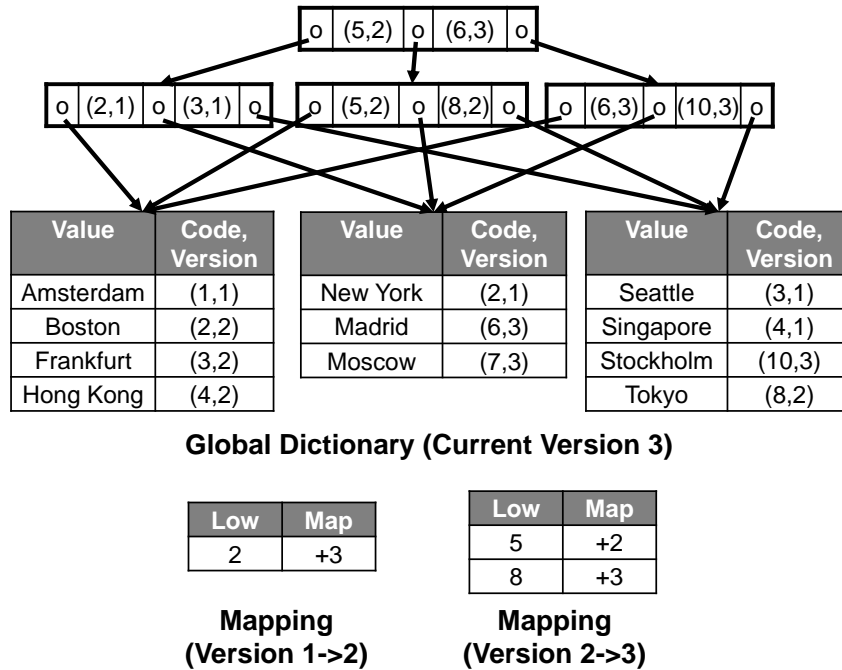 o (5,2) o (6,3) o
o (2,1) o (3,1) o
o (5,2) o (8,2) o
o (6,3) o (10,3) o
Value Code, Version
Amsterdam (1,1)
Boston (2,2)
Frankfurt (3,2)
Hong Kong (4,2)
Value Code, Version
New York (2,1)
Madrid (6,3)
Moscow (7,3)
Value Code, Version
Seattle (3,1)
Singapore (4,1)
Stockholm (10,3)
Tokyo (8,2)
Global Dictionary (Current Version 3)
Low Map
2 +3
Mapping
(Version 1->2)
Low Map
5 +2
8 +3
Mapping
(Version 2->3)